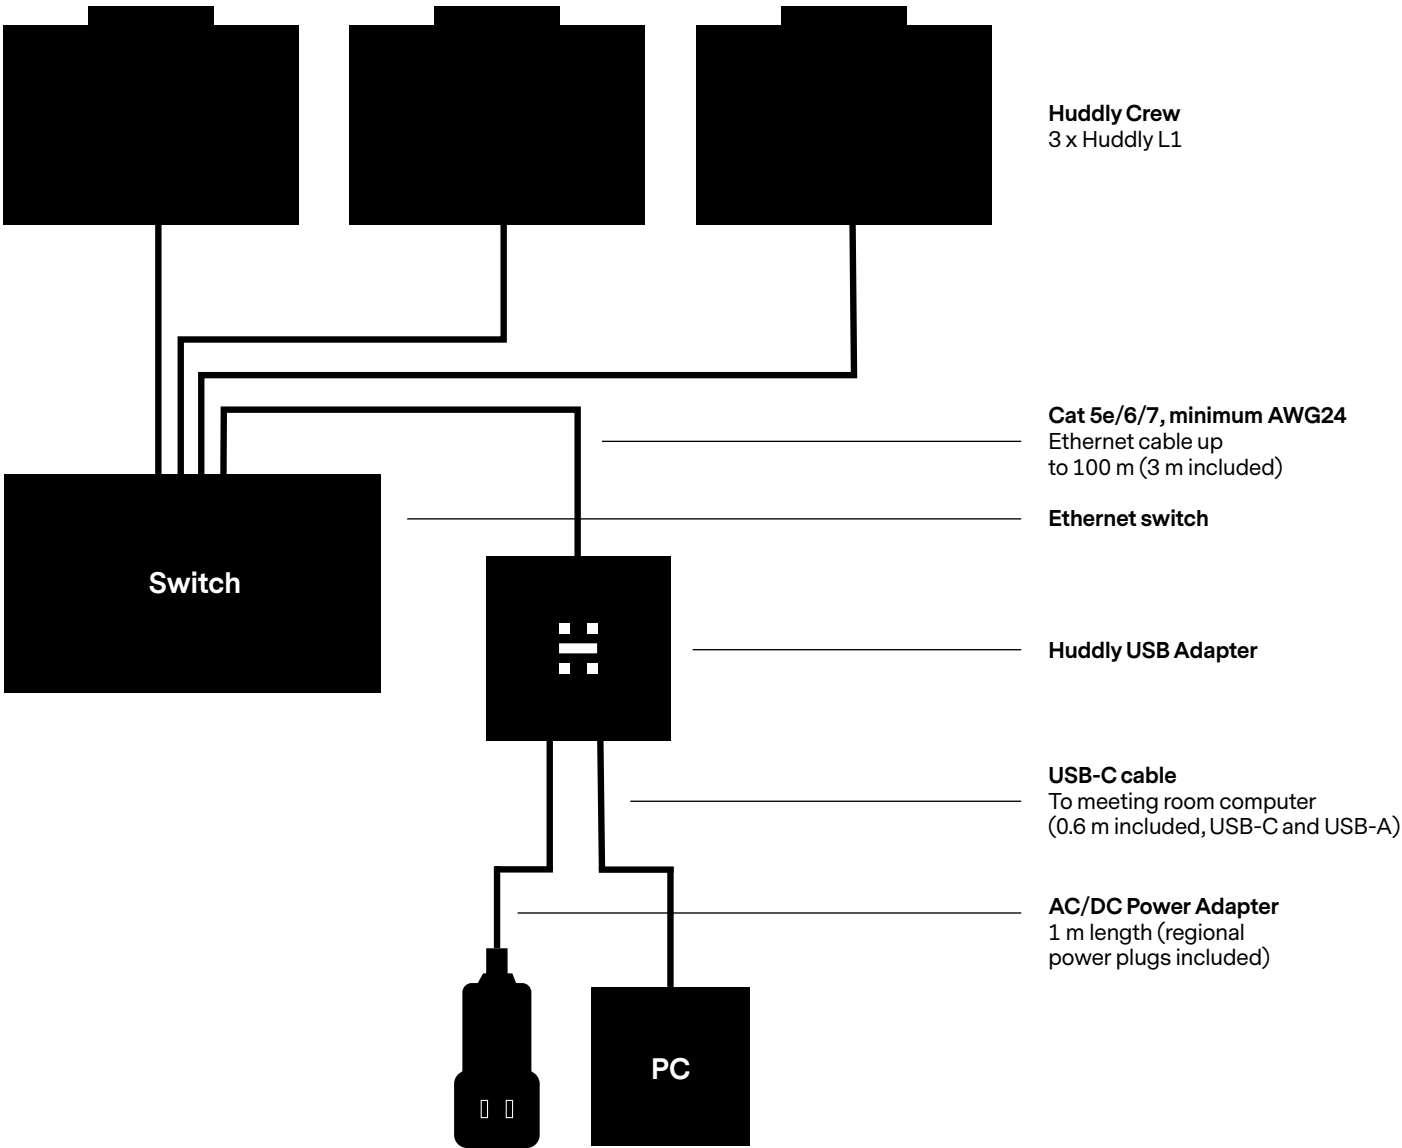 Huddly Crew
3 x Huddly L1
Cat 5e/6/7, minimum AWG24
Ethernet cable up
to 100 m (3 m included)
Ethernet switch
Switch
Huddly USB Adapter
USB-C cable
To meeting room computer
(0.6 m included, USB-C and USB-A)
AC/DC Power Adapter
1 m length (regional
power plugs included)
PC